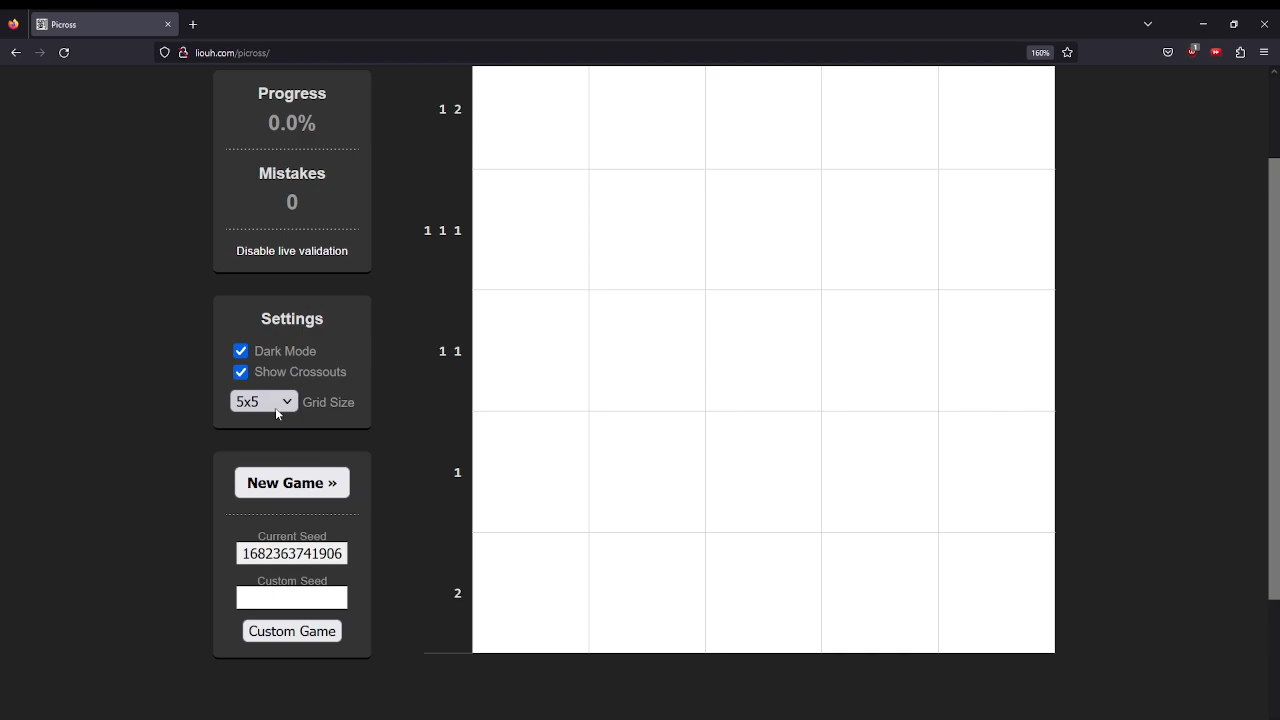 Picross
liouh.com/picross/
160%
1
Progress
0.0%
Mistakes
0
Disable live validation
Settings
Dark Mode
Show Crossouts
5x5 Grid Size
New Game »
Current Seed
1682363741906
Custom Seed
Custom Game
1 2
1 1 1
1 1
1
2